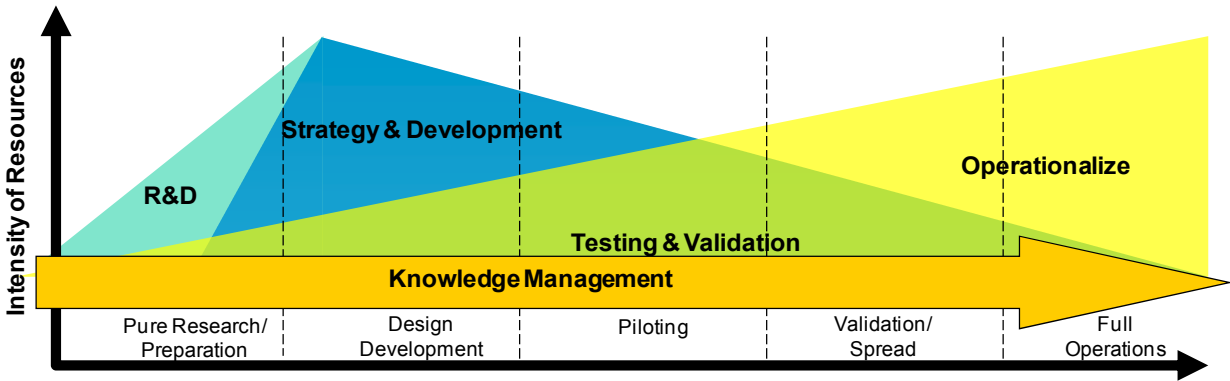 Intensity of Resources
Strategy & Development
R&D
Operationalize
Testing & Validation
Knowledge Management
Pure Research/
Preparation
Design
Development
Piloting
Validation/
Spread
Full
Operations